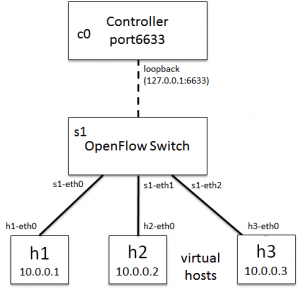 Controller
c0
port6633
loopback
(127.0.0.1:6633)
s1
OpenFlow Switch
s1-eth0
s1-eth1
s1-eth2
h1-eth0
h2-eth0
h3-eth0
h1
10.0.0.1
h2
10.0.0.2
virtual
hosts
h3
10.0.0.3